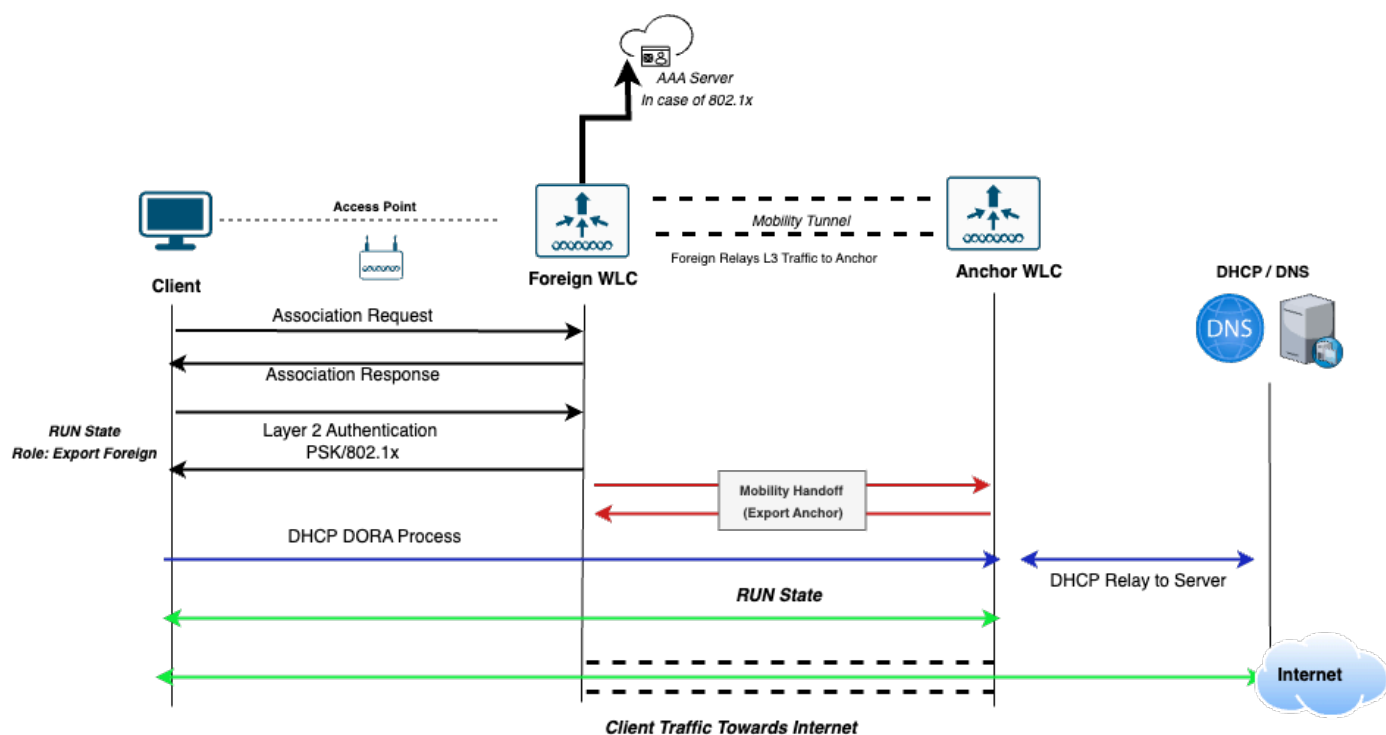 AAA Server
In case of 802.1x
Access Point
Mobility Tunnel
Foreign Relays L3 Traffic to Anchor
Client
Foreign WLC
Anchor WLC
DHCP / DNS
DNS
Association Request
Association Response
Layer 2 Authentication
PSK/802.1x
RUN State
Role: Export Foreign
Mobility Handoff
(Export Anchor)
DHCP DORA Process
DHCP Relay to Server
RUN State
Internet
Client Traffic Towards Internet